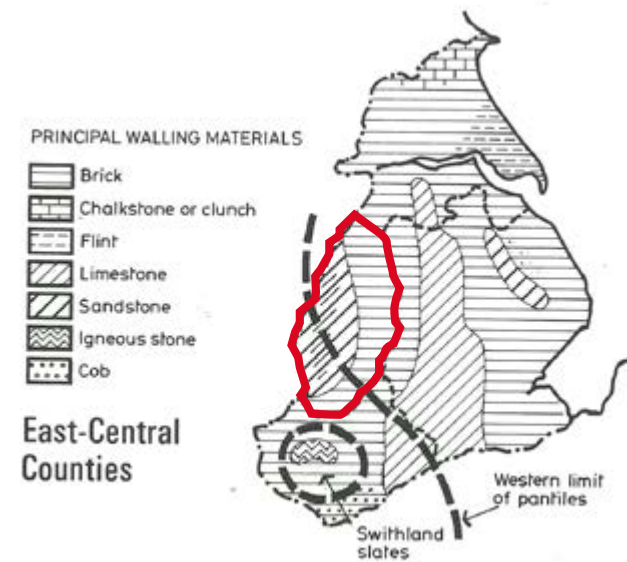 PRINCIPAL WALLING MATERIALS
Brick
Chalkstone or clunch
Flint
Limestone
Sandstone
Igneous stone
Cob
East-Central
Counties
Western limit
of pantiles
Swithland
slates